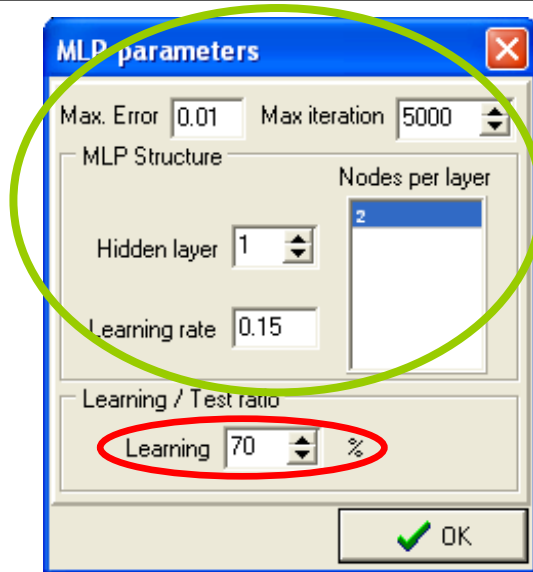 MLP parameters
Max. Error 0.01 Max iteration 5000
MLP Structure
Nodes per layer
2
Hidden layer 1
Learning rate 0.15
Learning / Test ratio
Learning 70 %
OK